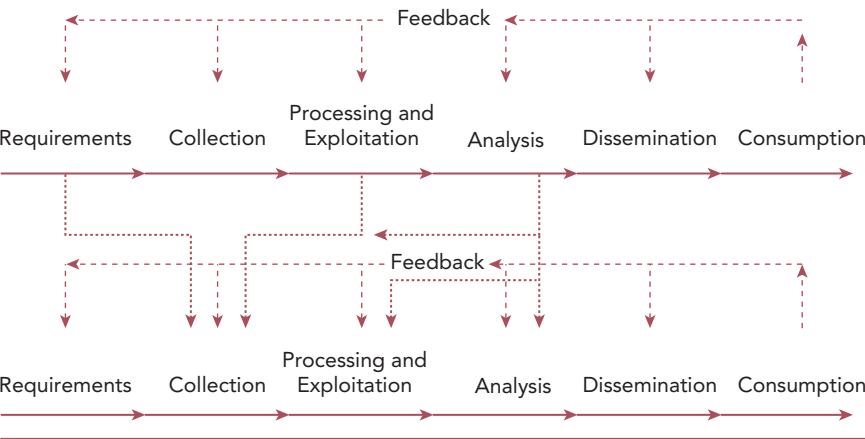 Feedback
Processing and
Requirements Collection Exploitation Analysis Dissemination Consumption
Feedback
Processing and
Requirements Collection Exploitation Analysis Dissemination Consumption